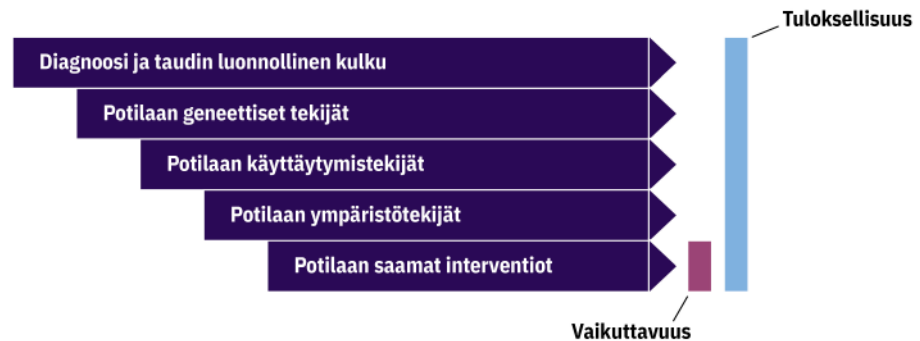 Tuloksellisuus
Diagnoosi ja taudin luonnollinen kulku
Potilaan geneettiset tekijät
Potilaan käyttäytymistekijät
Potilaan ympäristötekijät
Potilaan saamat interventiot
Vaikuttavuus